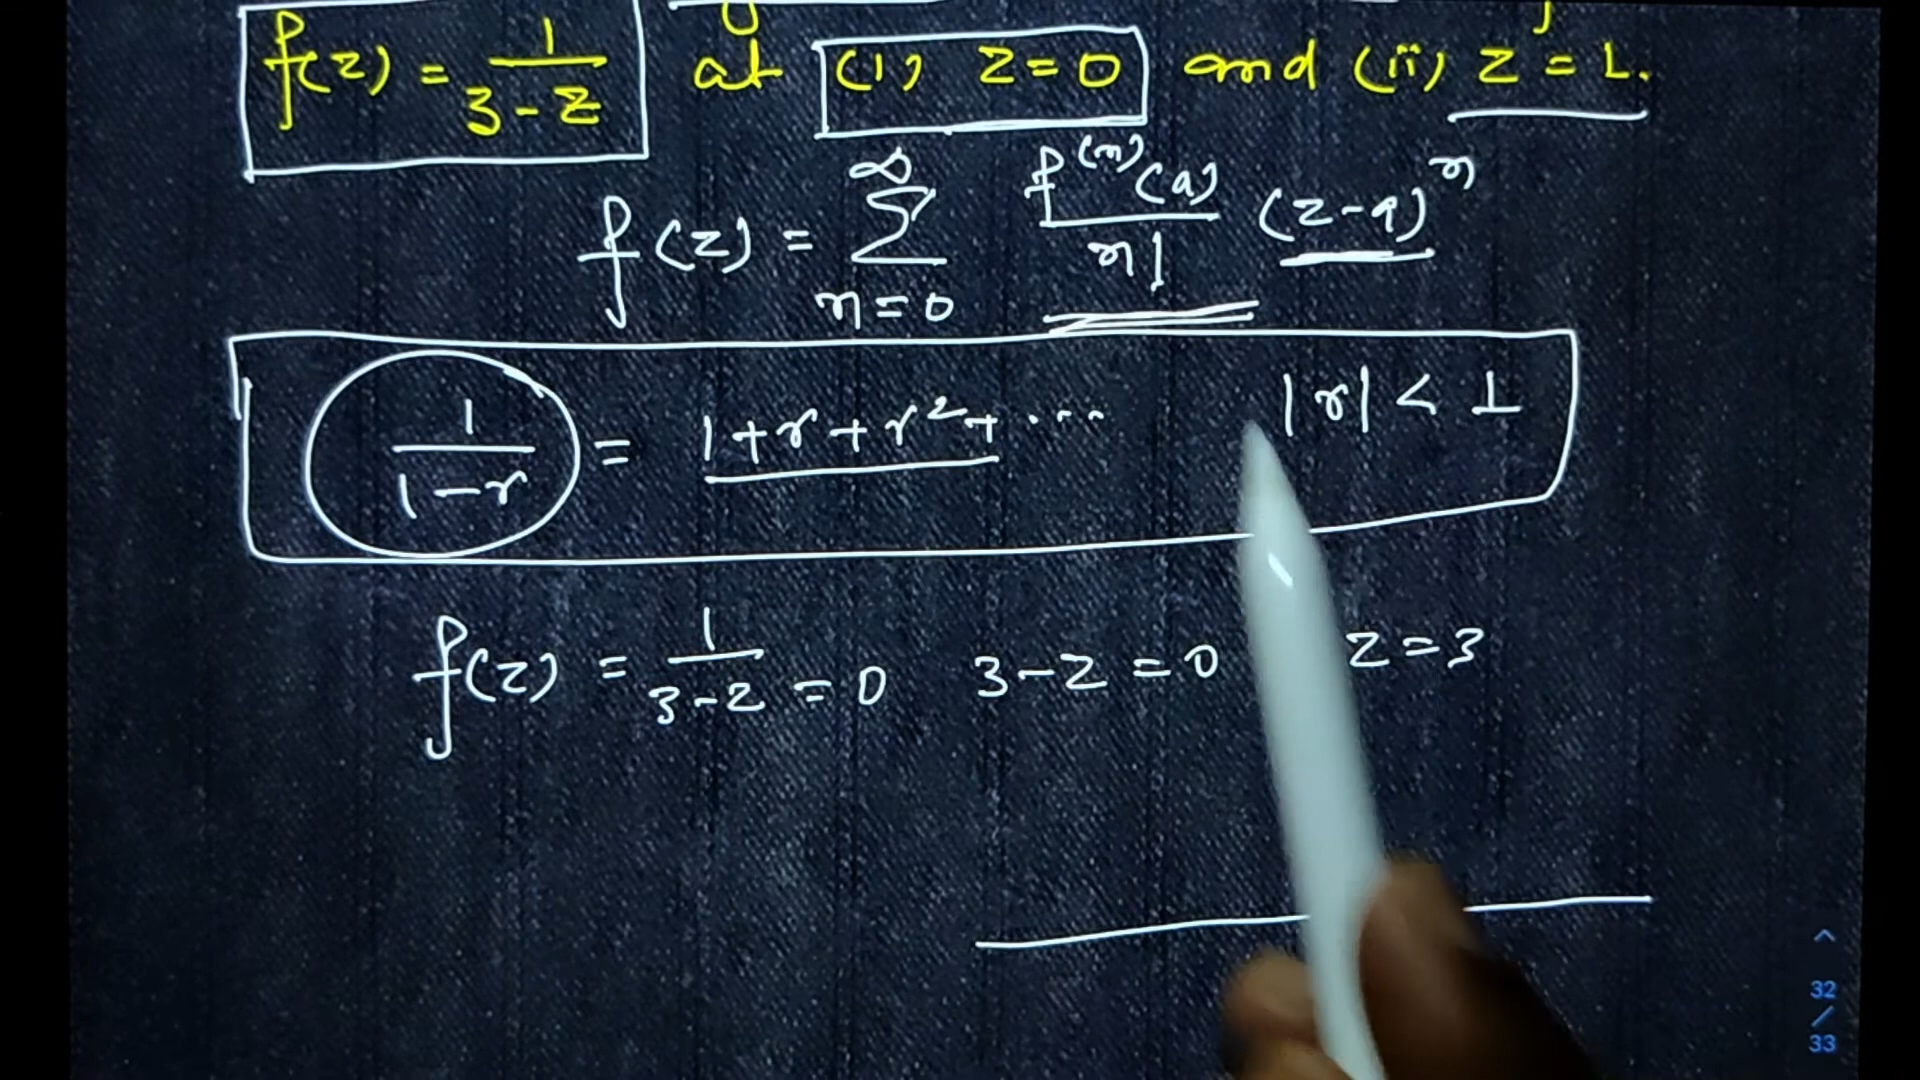 f(z) = 1/(3-z) at (i) z=0 and (ii) z=1.
f(z) = ∞∑n=0 f^(n)(a)/n! (z-a)^n
1/(1-r) = 1+r+r²+... |r| < 1
f(z) = 1/(3-z) = 0 3-z=0 z=3
32
/
33